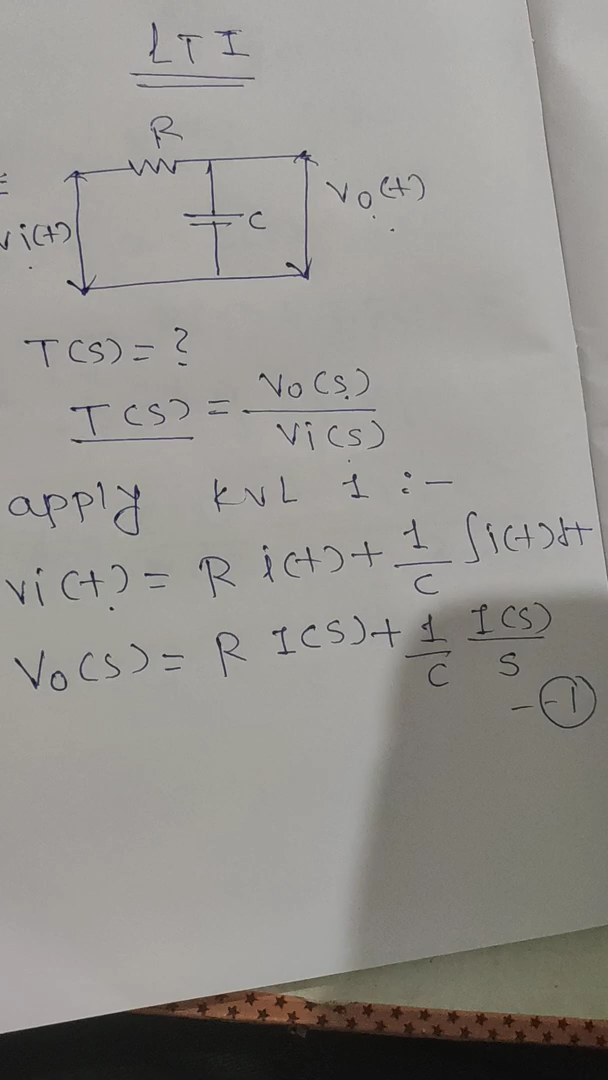 LTI
R
Vi(t)
C
Vo(t)
T(S) = ?
T(S) = Vo(s) / Vi(s)
apply KVL 1 :-
Vi(t) = R i(t) + 1/C ∫i(t)dt
Vo(s) = R I(S) + 1/C I(S)/S
--①